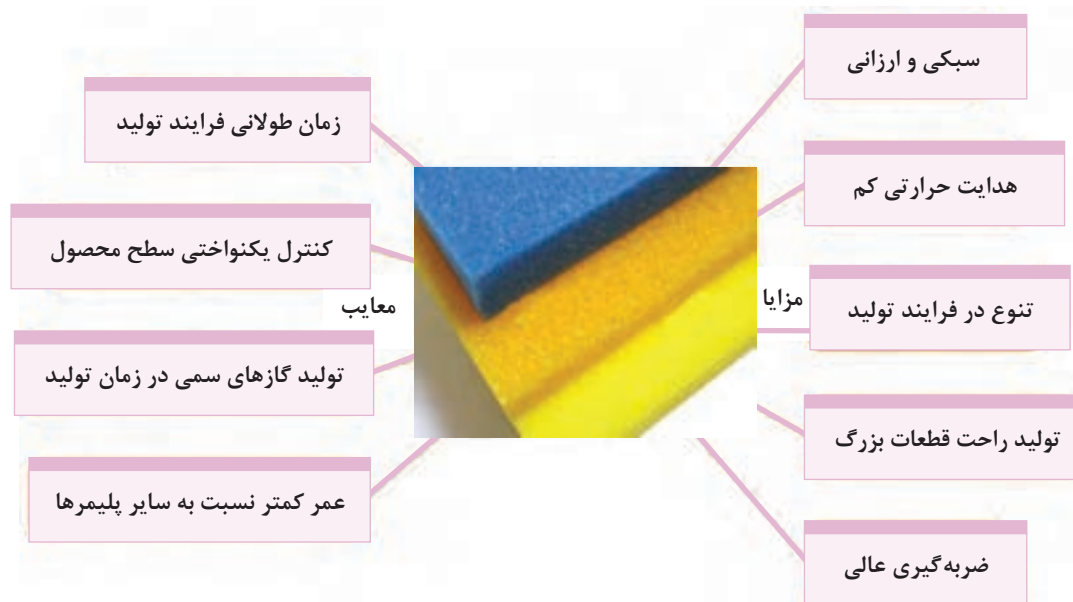 مزایا
سبکی و ارزانی
هدایت حرارتی کم
تنوع در فرایند تولید
تولید راحت قطعات بزرگ
ضربه‌گیری عالی
معایب
زمان طولانی فرایند تولید
کنترل یکنواختی سطح محصول
تولید گازهای سمی در زمان تولید
عمر کمتر نسبت به سایر پلیمرها